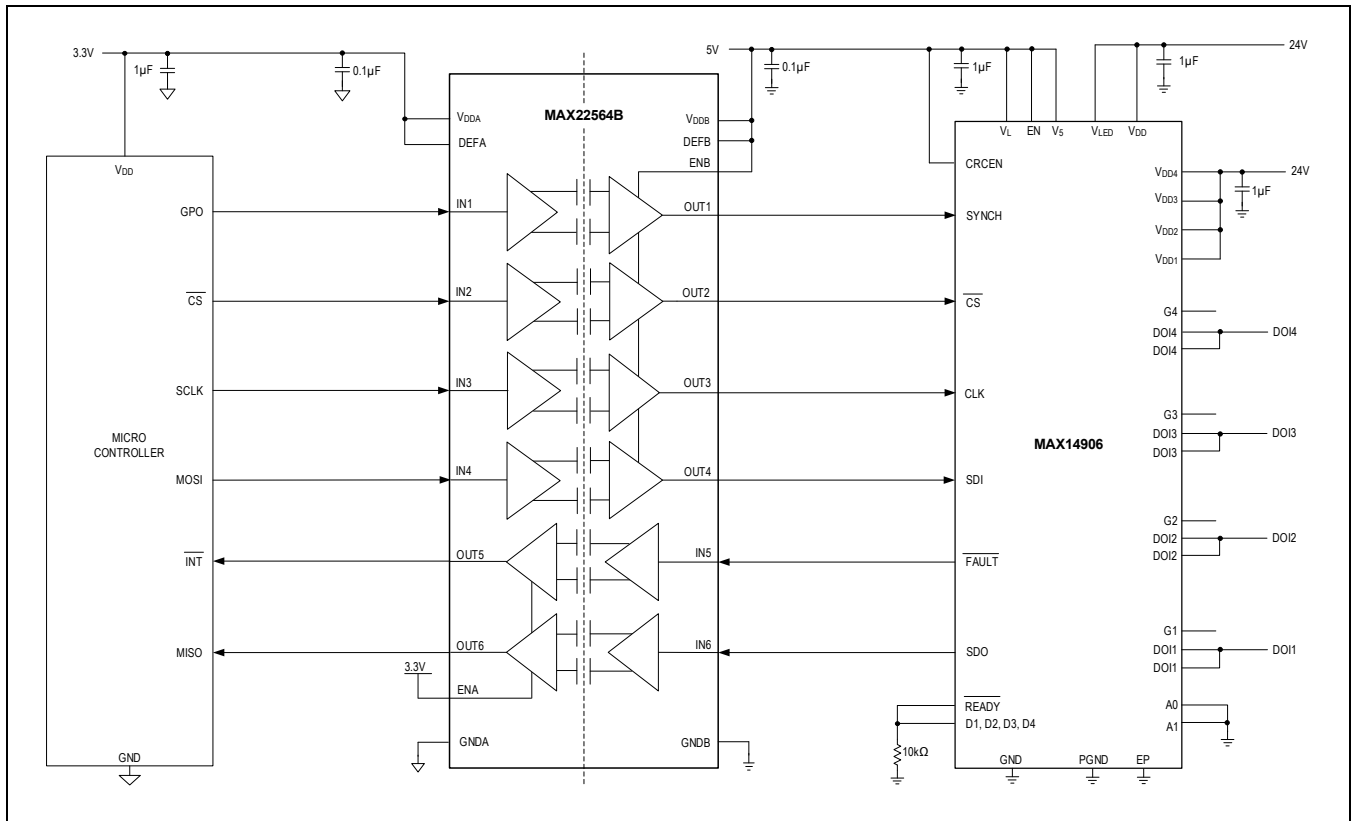 3.3V
1µF
0.1µF
5V
0.1µF
1µF
24V
1µF
MAX22564B
VDDA
DEFA
VDDB
DEFB
ENB
VL EN V5 VLED VDD
CRCEN
VDD4
24V
1µF
VDD3
VDD2
VDD1
VDD
GPO
IN1
OUT1
SYNCH
CS
IN2
OUT2
CS
G4
DOI4
DOI4
DOI4
SCLK
IN3
OUT3
CLK
G3
DOI3
DOI3
DOI3
MICRO
CONTROLLER
MAX14906
MOSI
IN4
OUT4
SDI
G2
DOI2
DOI2
DOI2
INT
OUT5
IN5
FAULT
MISO
OUT6
IN6
SDO
G1
DOI1
DOI1
DOI1
3.3V
ENA
READY
D1, D2, D3, D4
A0
A1
GNDA
GNDB
10kΩ
GND
GND
PGND
EP